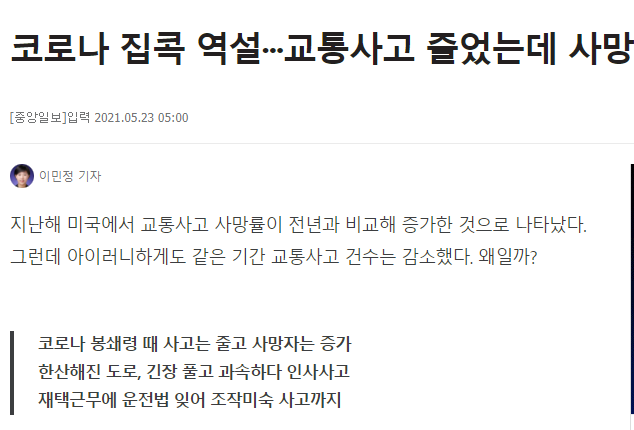 코로나 집콕 역설…교통사고 줄었는데 사망
[중앙일보]입력 2021.05.23 05:00
이민정 기자
지난해 미국에서 교통사고 사망률이 전년과 비교해 증가한 것으로 나타났다.
그런데 아이러니하게도 같은 기간 교통사고 건수는 감소했다. 왜일까?
코로나 봉쇄령 때 사고는 줄고 사망자는 증가
한산해진 도로, 긴장 풀고 과속하다 인사사고
재택근무에 운전법 잊어 조작미숙 사고까지